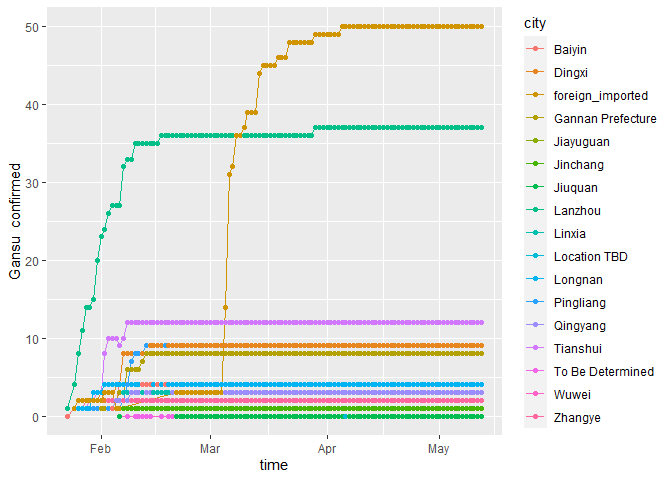 50
40
30
20
10
0
Gansu confirmed
Feb
Mar
Apr
May
time
city
Baiyin
Dingxi
foreign_imported
Gannan Prefecture
Jiayuguan
Jinchang
Jiuquan
Lanzhou
Linxia
Location TBD
Longnan
Pingliang
Qingyang
Tianshui
To Be Determined
Wuwei
Zhangye